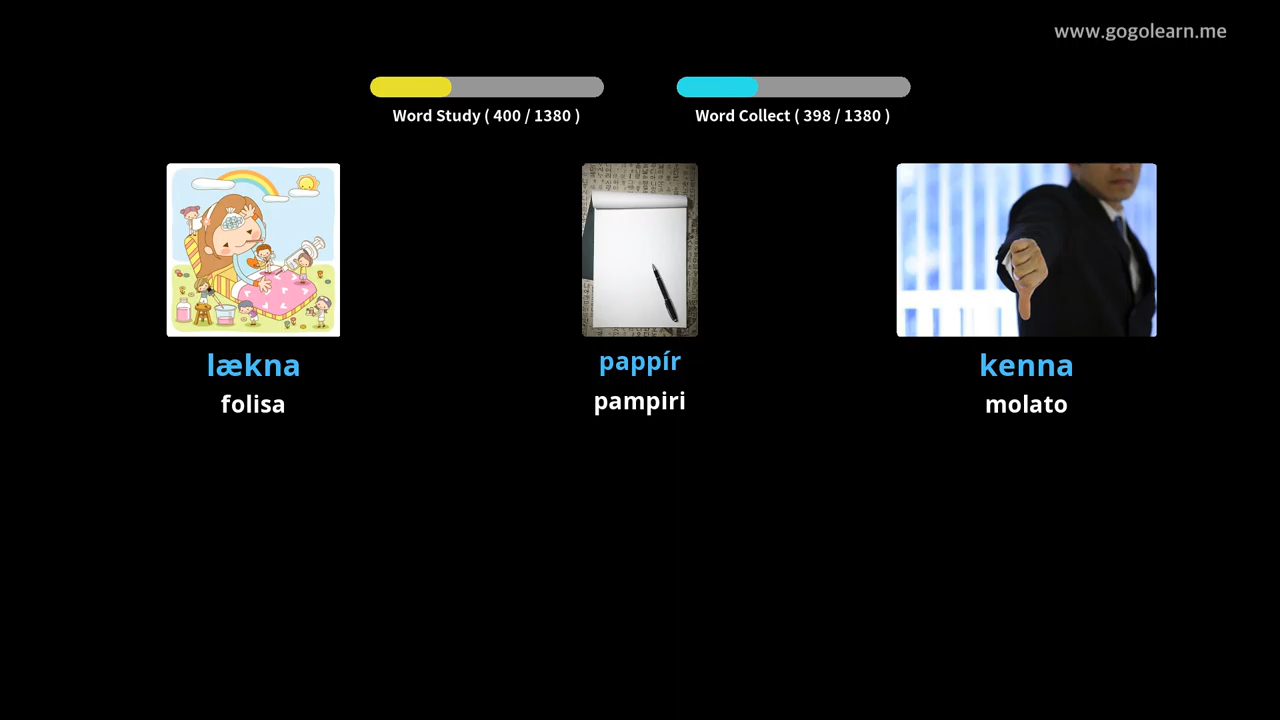 www.gogolearn.me
Word Study ( 400 / 1380 )
Word Collect ( 398 / 1380 )
lækna
folisa
pappír
pampiri
kenna
molato